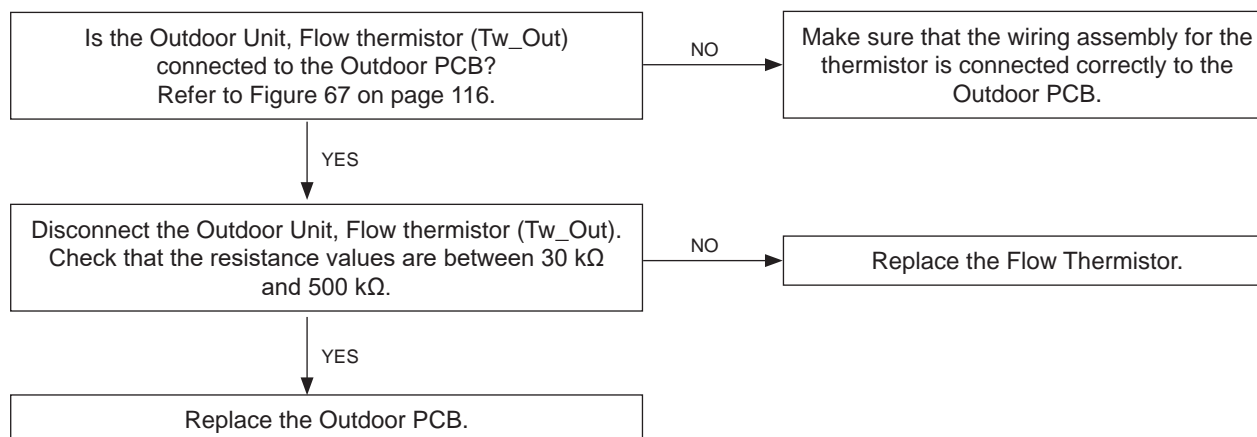 Is the Outdoor Unit, Flow thermistor (Tw_Out)
connected to the Outdoor PCB?
Refer to Figure 67 on page 116.
NO
Make sure that the wiring assembly for the
thermistor is connected correctly to the
Outdoor PCB.
YES
Disconnect the Outdoor Unit, Flow thermistor (Tw_Out).
Check that the resistance values are between 30 kΩ
and 500 kΩ.
NO
Replace the Flow Thermistor.
YES
Replace the Outdoor PCB.